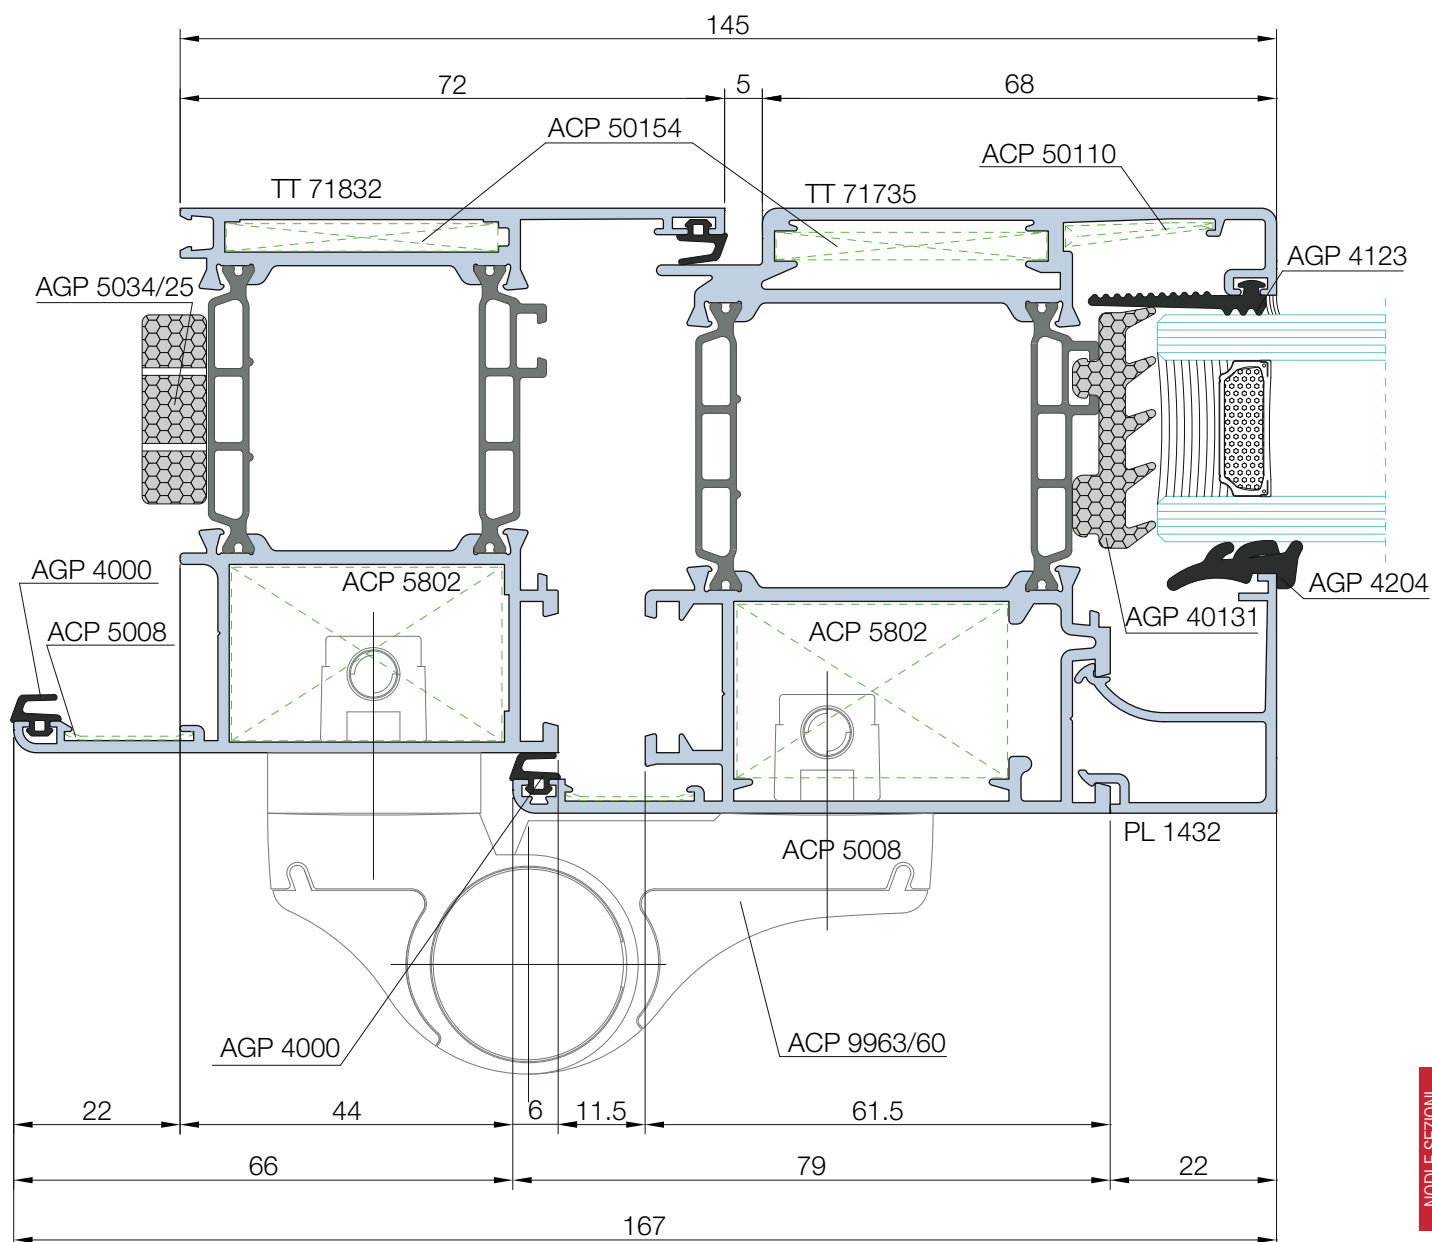 145
72
5
68
ACP 50154
ACP 50110
TT 71832
TT 71735
AGP 4123
AGP 5034/25
AGP 4000
ACP 5802
AGP 4204
ACP 5008
ACP 5802
AGP 40131
PL 1432
ACP 5008
AGP 4000
ACP 9963/60
22
44
6
11.5
61.5
66
79
22
167
NODI E SEZIONI